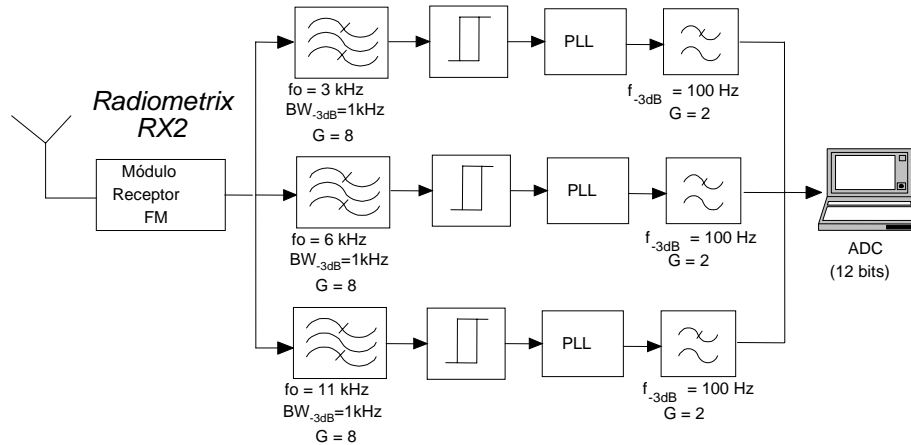 Radiometrix
RX2
Módulo
Receptor
FM
fo = 3 kHz
BW-3dB=1kHz
G = 8
PLL
f-3dB = 100 Hz
G = 2
fo = 6 kHz
BW-3dB=1kHz
G = 8
PLL
f-3dB = 100 Hz
G = 2
fo = 11 kHz
BW-3dB=1kHz
G = 8
PLL
f-3dB = 100 Hz
G = 2
ADC
(12 bits)